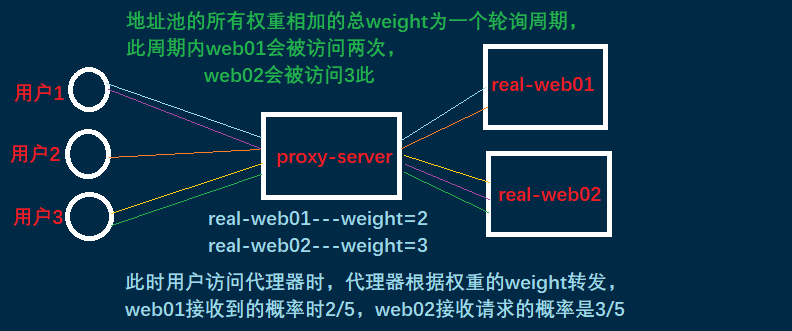 地址池的所有权重相加的总weight为一个轮询周期，
此周期内web01会被访问两次，
web02会被访问3此
用户1
用户2
用户3
proxy-server
real-web01
real-web02
real-web01---weight=2
real-web02---weight=3
此时用户访问代理器时，代理器根据权重的weight转发，
web01接收到的概率时2/5，web02接收请求的概率是3/5